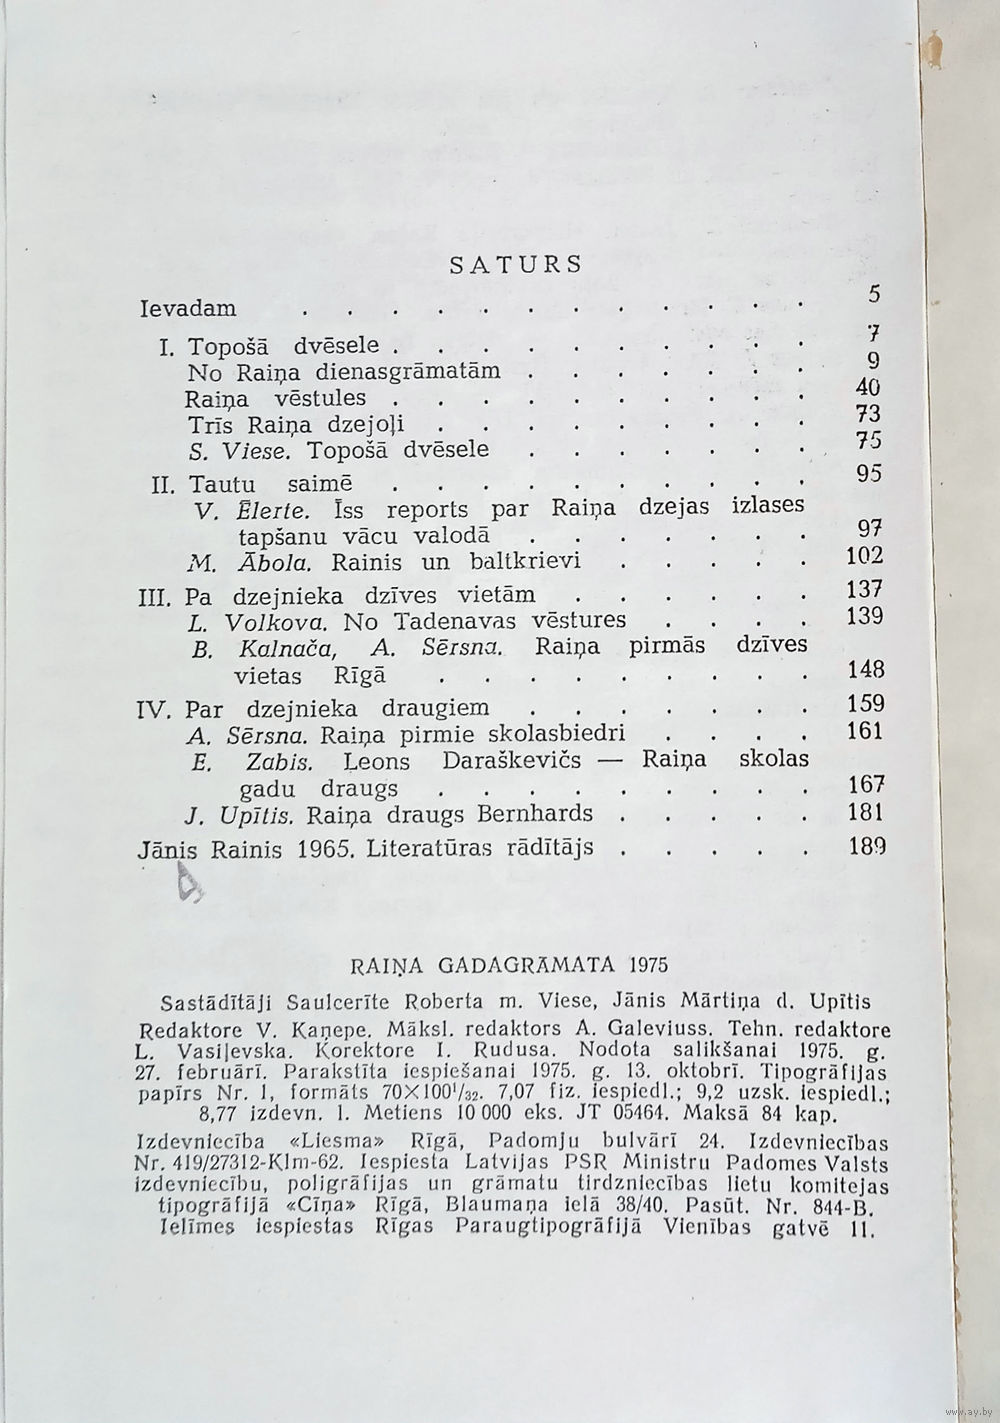 SATURS
Ievadam . . . . . . . . . . . . 5
I. Topošā dvēsele . . . . . . . . . . 7
No Raiņa dienasgrāmatām . . . . . . . 9
Raiņa vēstules . . . . . . . . . . 40
Trīs Raiņa dzejoļi . . . . . . . . . 73
S. Viese. Topošā dvēsele . . . . . . . 75
II. Tautu saimē . . . . . . . . . . 95
V. Ēlerte. Īss reports par Raiņa dzejas izlases
tapšanu vācu valodā . . . . . . . 97
M. Ābola. Rainis un baltkrievi . . . . . 102
III. Pa dzejnieka dzīves vietām . . . . . . 137
L. Volkova. No Tadenavas vēstures . . . . 139
B. Kalnača, A. Sērsna. Raiņa pirmās dzīves
vietas Rīgā . . . . . . . . . 148
IV. Par dzejnieka draugiem . . . . . . . 159
A. Sērsna. Raiņa pirmie skolasbiedri . . . . 161
E. Zabis. Ļeons Daraškevičs — Raiņa skolas
gadu draugs . . . . . . . . . 167
J. Upītis. Raiņa draugs Bernhards . . . . . 181
Jānis Rainis 1965. Literatūras rādītājs . . . . . 189
RAIŅA GADAGRĀMATA 1975
Sastādītāji Saulcerīte Roberta m. Viese, Jānis Mārtiņa d. Upītis
Redaktore V. Kaņepe. Māksl. redaktors A. Galeviuss. Tehn. redaktore
L. Vasiļevska. Korektore I. Rudusa. Nodota salikšanai 1975. g.
27. februārī. Parakstīta iespiešanai 1975. g. 13. oktobrī. Tipogrāfijas
papīrs Nr. 1, formāts 70×100¹/₃₂. 7,07 fiz. iespiedl.; 9,2 uzsk. iespiedl.;
8,77 izdevn. l. Metiens 10 000 eks. JT 05464. Maksā 84 kap.
Izdevniecība «Liesma» Rīgā, Padomju bulvārī 24. Izdevniecības
Nr. 419/27312-Klm-62. Iespiesta Latvijas PSR Ministru Padomes Valsts
izdevniecību, poligrāfijas un grāmatu tirdzniecības lietu komitejas
tipogrāfijā «Cīņa» Rīgā, Blaumaņa ielā 38/40. Pasūt. Nr. 844-B.
Ielīmes iespiestas Rīgas Paraugtipogrāfijā Vienības gatvē 11.
www.ay.by